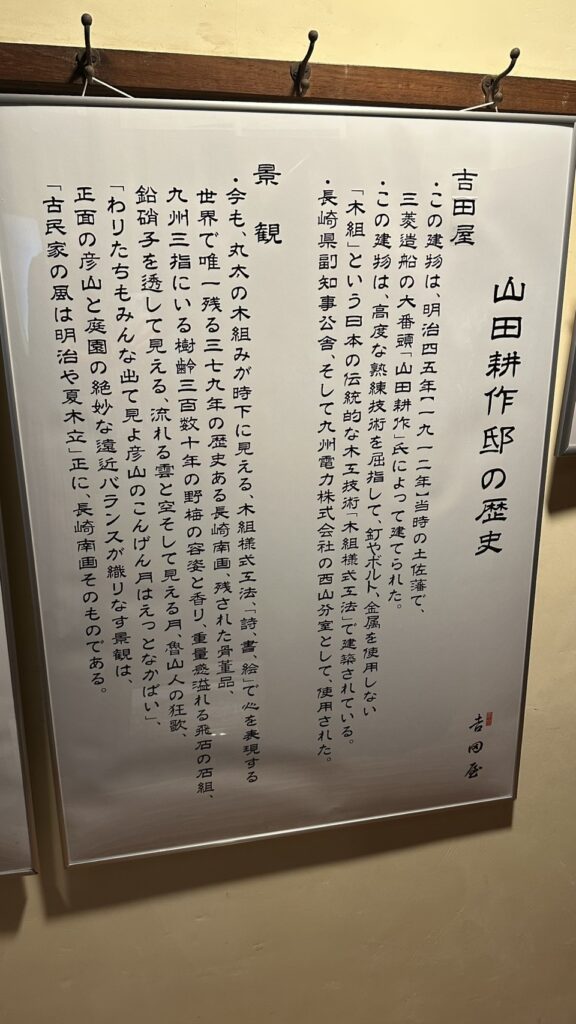 山田耕作邸の歴史
吉田屋
吉田屋
・この建物は、明治四五年【一九一二年】当時の土佐藩で、
三菱造船の大番頭「山田耕作」氏によって建てられた。
・この建物は、高度な熟練技術を屈指して、釘やボルト、金属を使用しない
「木組」という日本の伝統的な木工技術「木組様式工法」で建築されている。
・長崎県副知事公舎、そして九州電力株式会社の西山分室として、使用された。
景観
・今も、丸太の木組みが時下に見える、木組様式工法、「詩、書、絵」で心を表現する
世界で唯一残る三七九年の歴史ある長崎南画、残された骨董品、
九州三指にいる樹齢三百数十年の野梅の容姿と香り、重量感溢れる飛石の石組、
鉛硝子を透して見える、流れる雲と空そして見える月、魯山人の狂歌、
「わりたちもみんな出て見よ彦山のこんげん月はえっとなかばい」、
正面の彦山と庭園の絶妙な遠近バランスが織りなす景観は、
「古民家の風は明治や夏木立」正に、長崎南画そのものである。